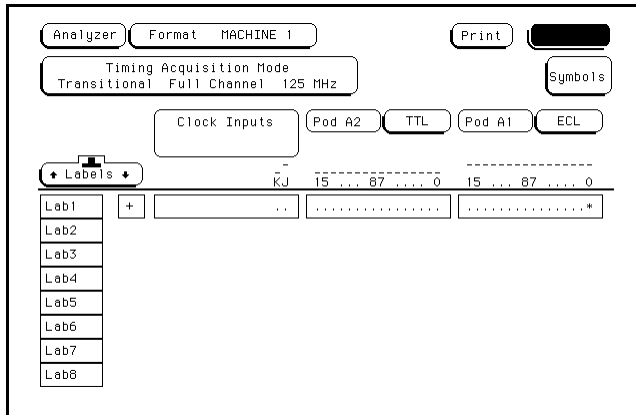 Analyzer Format MACHINE 1 Print
Timing Acquisition Mode
Transitional Full Channel 125 MHz
Symbols
Clock Inputs Pod A2 TTL Pod A1 ECL
↑ Labels ↓
KJ 15 ... 87 .... 0 15 ... 87 .... 0
Lab1 + .. ................ ...............*
Lab2
Lab3
Lab4
Lab5
Lab6
Lab7
Lab8